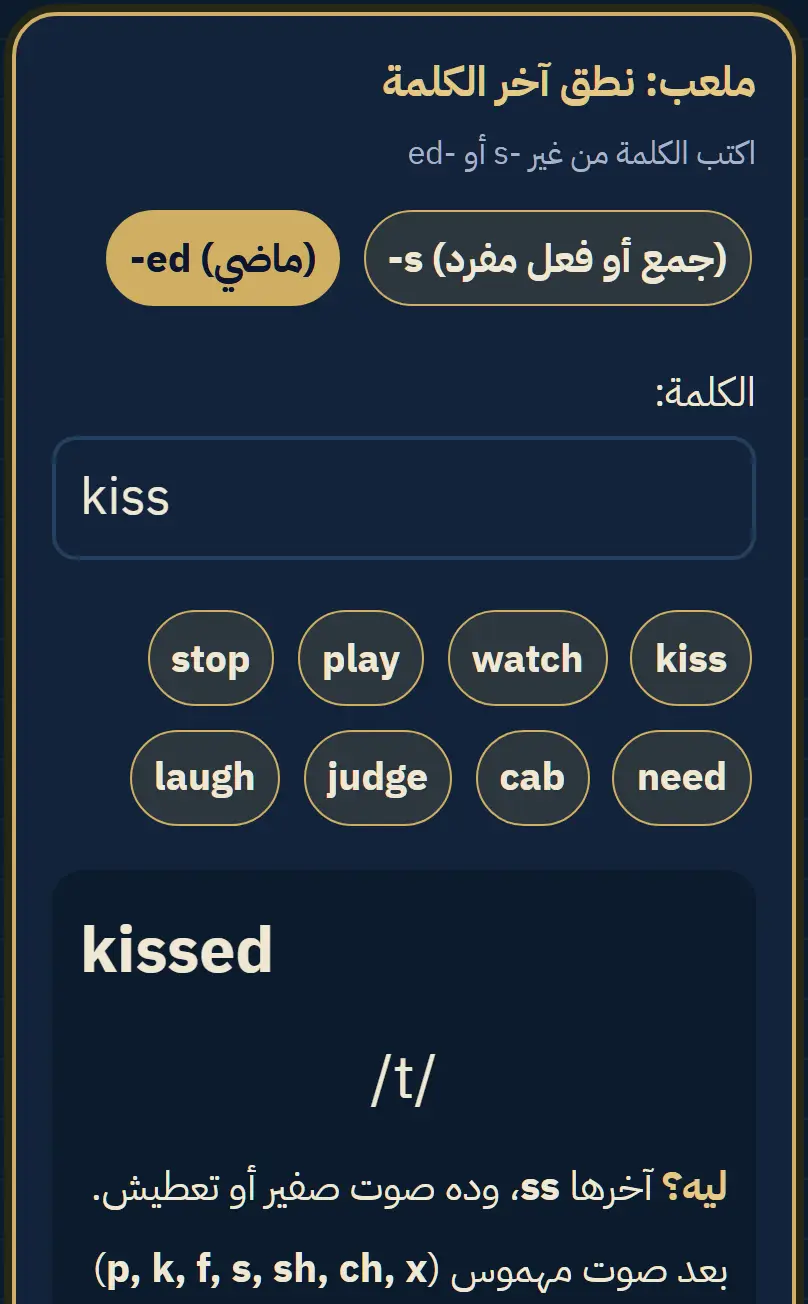 ملعب: نطق آخر الكلمة
اكتب الكلمة من غير -s أو -ed
-s (جمع أو فعل مفرد)
-ed (ماضي)
الكلمة:
kiss
kiss watch play stop
need cab judge laugh
kissed
/t/
ليه؟ آخرها ss، وده صوت صفير أو تعطيش.
بعد صوت مهموس (p, k, f, s, sh, ch, x)